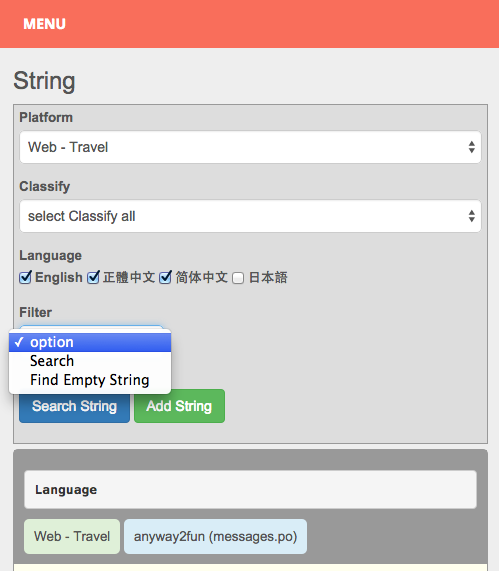 MENU
String
Platform
Web - Travel
Classify
select Classify all
Language
English 正體中文 简体中文 日本語
Filter
option
Search
Find Empty String
Search String Add String
Language
Web - Travel anyway2fun (messages.po)